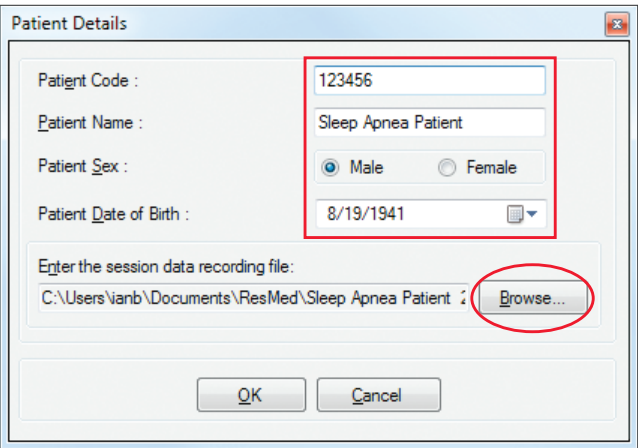 Patient Details
Patient Code :
123456
Patient Name :
Sleep Apnea Patient
Patient Sex :
Male
Female
Patient Date of Birth :
8/19/1941
Enter the session data recording file:
C:\Users\ianb\Documents\ResMed\Sleep Apnea Patient 2
Browse...
OK
Cancel